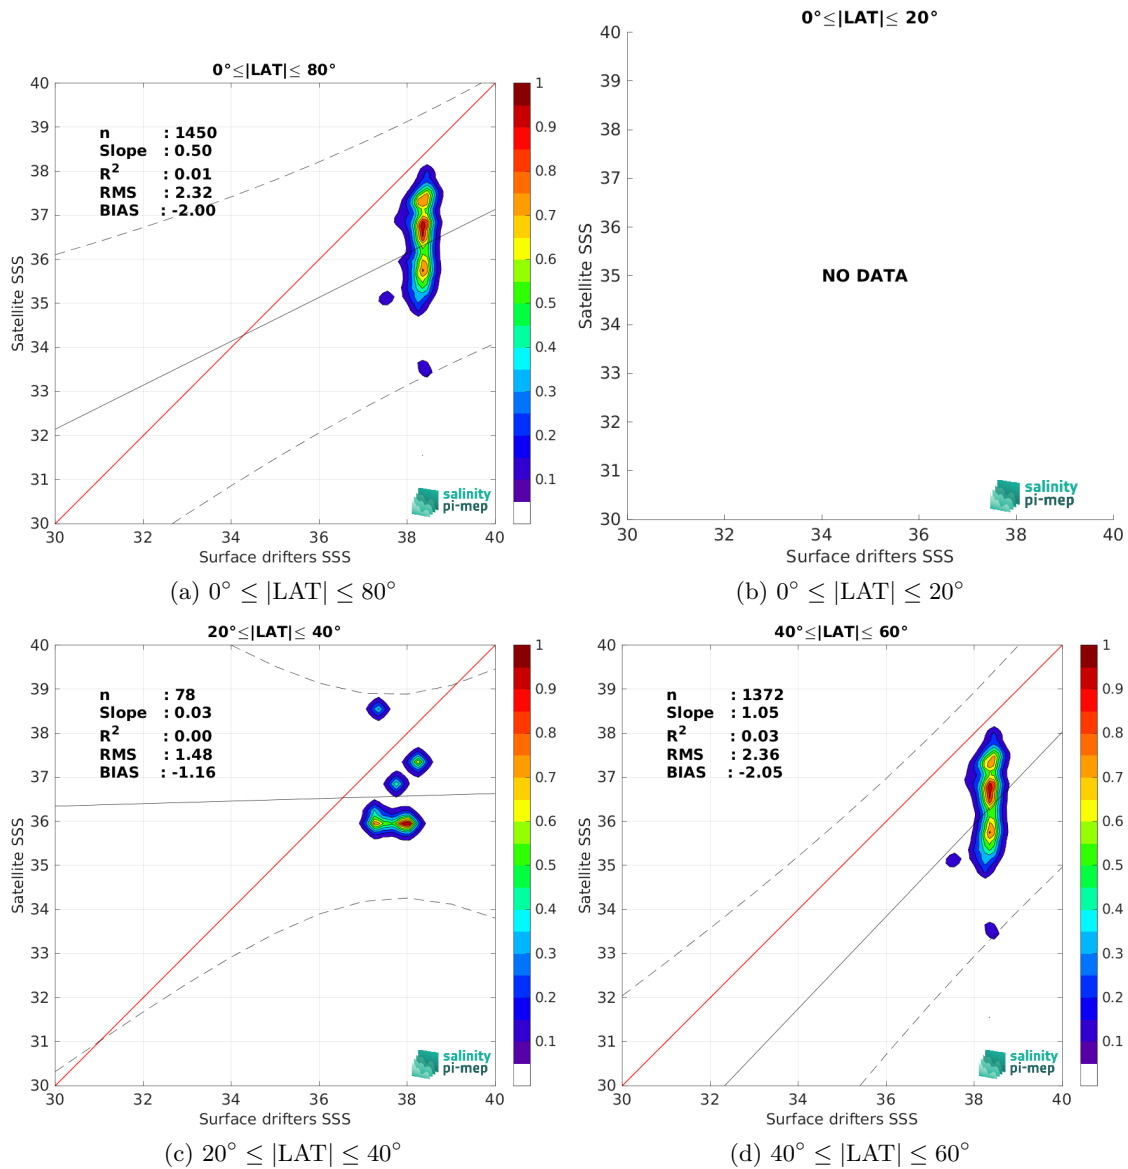 0°≤|LAT|≤ 80°
n : 1450
Slope : 0.50
R² : 0.01
RMS : 2.32
BIAS : -2.00
40
39
38
37
36
35
34
33
32
31
30
30 32 34 36 38 40
Satellite SSS
Surface drifters SSS
1
0.9
0.8
0.7
0.6
0.5
0.4
0.3
0.2
0.1
salinity
pi-mep
(a) 0° ≤ |LAT| ≤ 80°
0°≤|LAT|≤ 20°
40
39
38
37
36
35
34
33
32
31
30
30 32 34 36 38 40
Satellite SSS
NO DATA
Surface drifters SSS
salinity
pi-mep
(b) 0° ≤ |LAT| ≤ 20°
20°≤|LAT|≤ 40°
n : 78
Slope : 0.03
R² : 0.00
RMS : 1.48
BIAS : -1.16
40
39
38
37
36
35
34
33
32
31
30
30 32 34 36 38 40
Satellite SSS
Surface drifters SSS
1
0.9
0.8
0.7
0.6
0.5
0.4
0.3
0.2
0.1
salinity
pi-mep
(c) 20° ≤ |LAT| ≤ 40°
40°≤|LAT|≤ 60°
n : 1372
Slope : 1.05
R² : 0.03
RMS : 2.36
BIAS : -2.05
40
39
38
37
36
35
34
33
32
31
30
30 32 34 36 38 40
Satellite SSS
Surface drifters SSS
1
0.9
0.8
0.7
0.6
0.5
0.4
0.3
0.2
0.1
salinity
pi-mep
(d) 40° ≤ |LAT| ≤ 60°